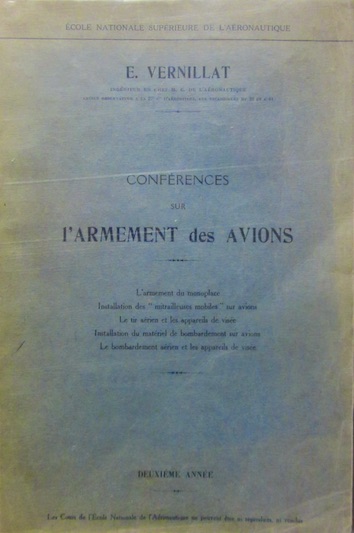 ÉCOLE NATIONALE SUPÉRIEURE DE L'AÉRONAUTIQUE
E. VERNILLAT
DE L'AÉRONAUTIQUE
CONFÉRENCES
SUR
l'ARMEMENT des AVIONS
L'armement du monoplace
Installation des "mitrailleuses mobiles" sur avions
Le tir aérien et les appareils de visée
Installation du matériel de bombardement sur avions
Le bombardement aérien et les appareils de visée
DEUXIÈME ANNÉE
Les Cours de l'École Nationale de l'Aéronautique ne peuvent être ni reproduits, ni vendus